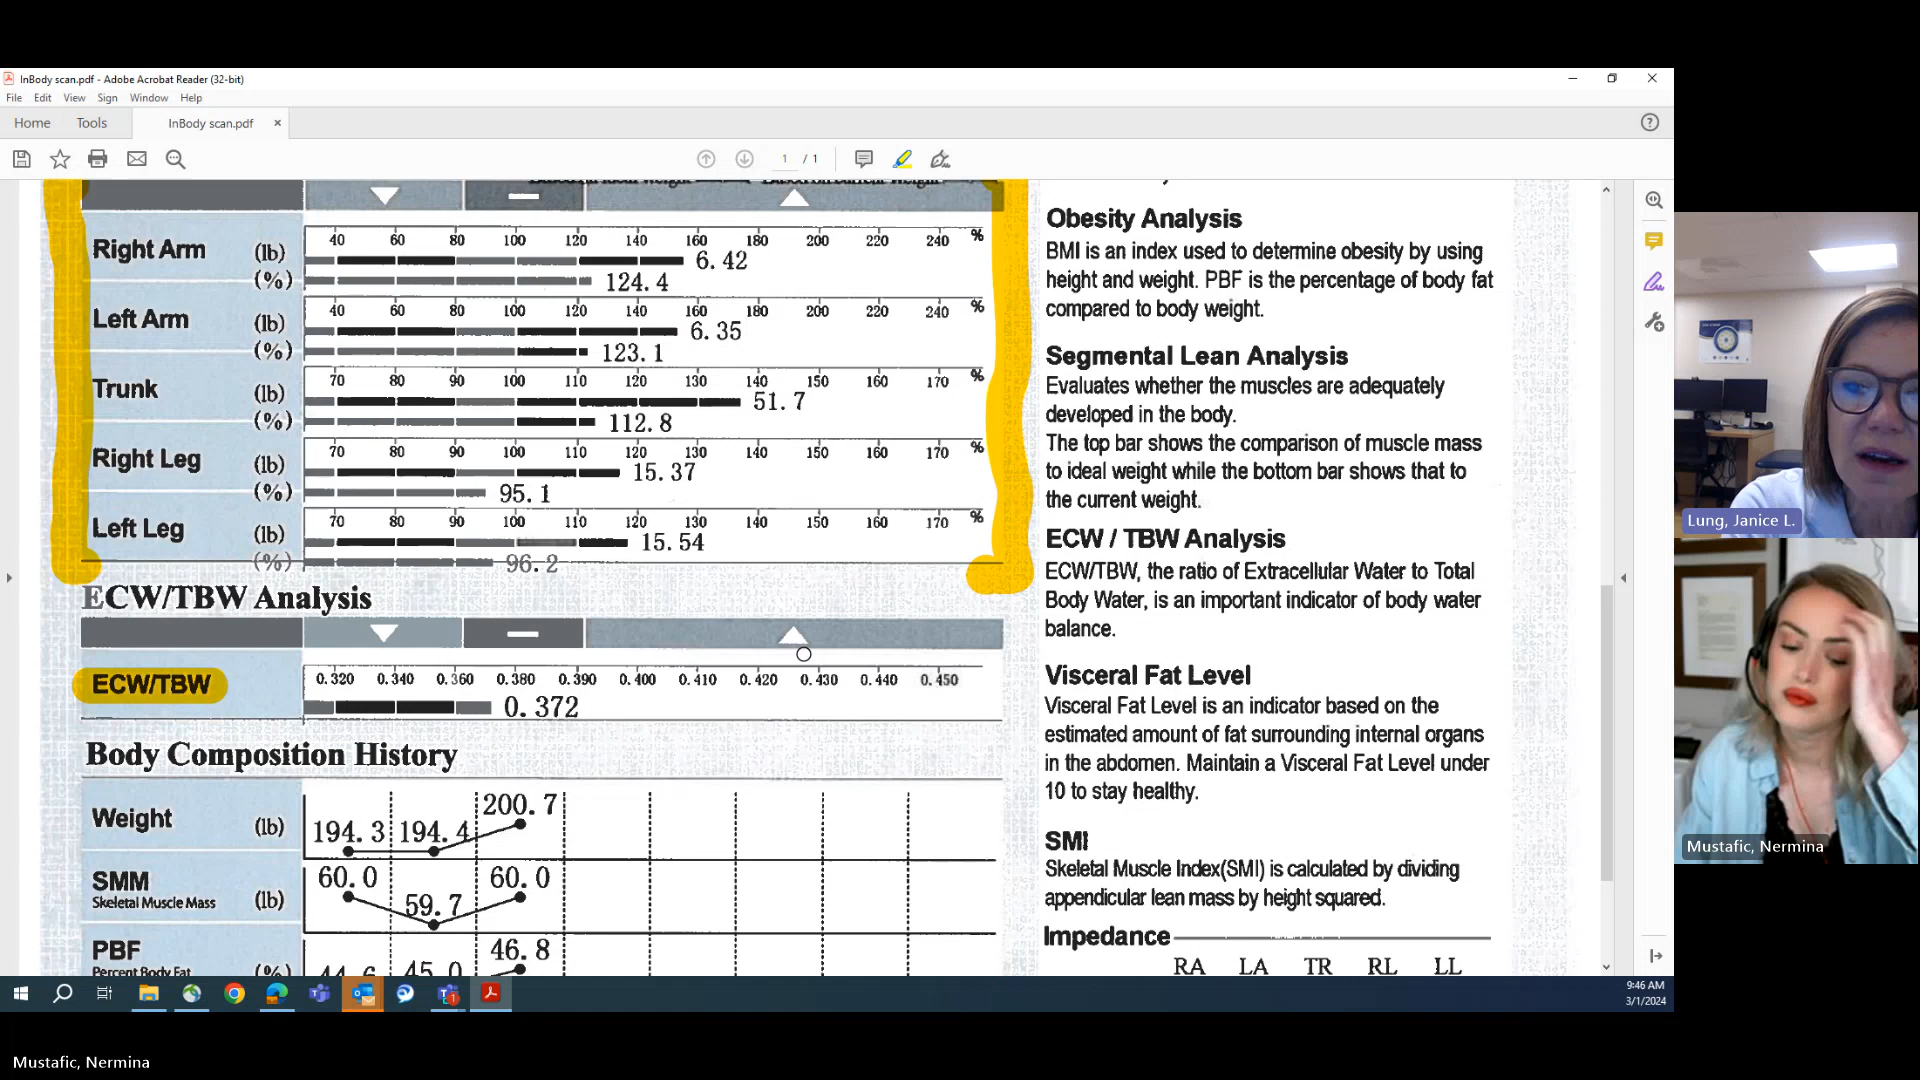 InBody scan.pdf - Adobe Acrobat Reader (32-bit)
File Edit View Sign Window Help
Home Tools InBody scan.pdf ×
1 / 1
Right Arm (lb) (%)
40 60 80 100 120 140 160 180 200 220 240 %
6.42
124.4
Left Arm (lb) (%)
40 60 80 100 120 140 160 180 200 220 240 %
6.35
123.1
Trunk (lb) (%)
70 80 90 100 110 120 130 140 150 160 170 %
51.7
112.8
Right Leg (lb) (%)
70 80 90 100 110 120 130 140 150 160 170 %
15.37
95.1
Left Leg (lb) (%)
70 80 90 100 110 120 130 140 150 160 170 %
15.54
96.2
ECW/TBW Analysis
ECW/TBW
0.320 0.340 0.360 0.380 0.390 0.400 0.410 0.420 0.430 0.440 0.450
0.372
Body Composition History
Weight (lb) 194.3 194.4 200.7
SMM (lb) 60.0 59.7 60.0
Skeletal Muscle Mass
PBF (%) 44.6 45.0 46.8
Percent Body Fat
Obesity Analysis
BMI is an index used to determine obesity by using
height and weight. PBF is the percentage of body fat
compared to body weight.
Segmental Lean Analysis
Evaluates whether the muscles are adequately
developed in the body.
The top bar shows the comparison of muscle mass
to ideal weight while the bottom bar shows that to
the current weight.
ECW / TBW Analysis
ECW/TBW, the ratio of Extracellular Water to Total
Body Water, is an important indicator of body water
balance.
Visceral Fat Level
Visceral Fat Level is an indicator based on the
estimated amount of fat surrounding internal organs
in the abdomen. Maintain a Visceral Fat Level under
10 to stay healthy.
SMI
Skeletal Muscle Index(SMI) is calculated by dividing
appendicular lean mass by height squared.
Impedance
RA LA TR RL LL
9:46 AM
3/1/2024
Lung, Janice L.
Mustafic, Nermina
Mustafic, Nermina